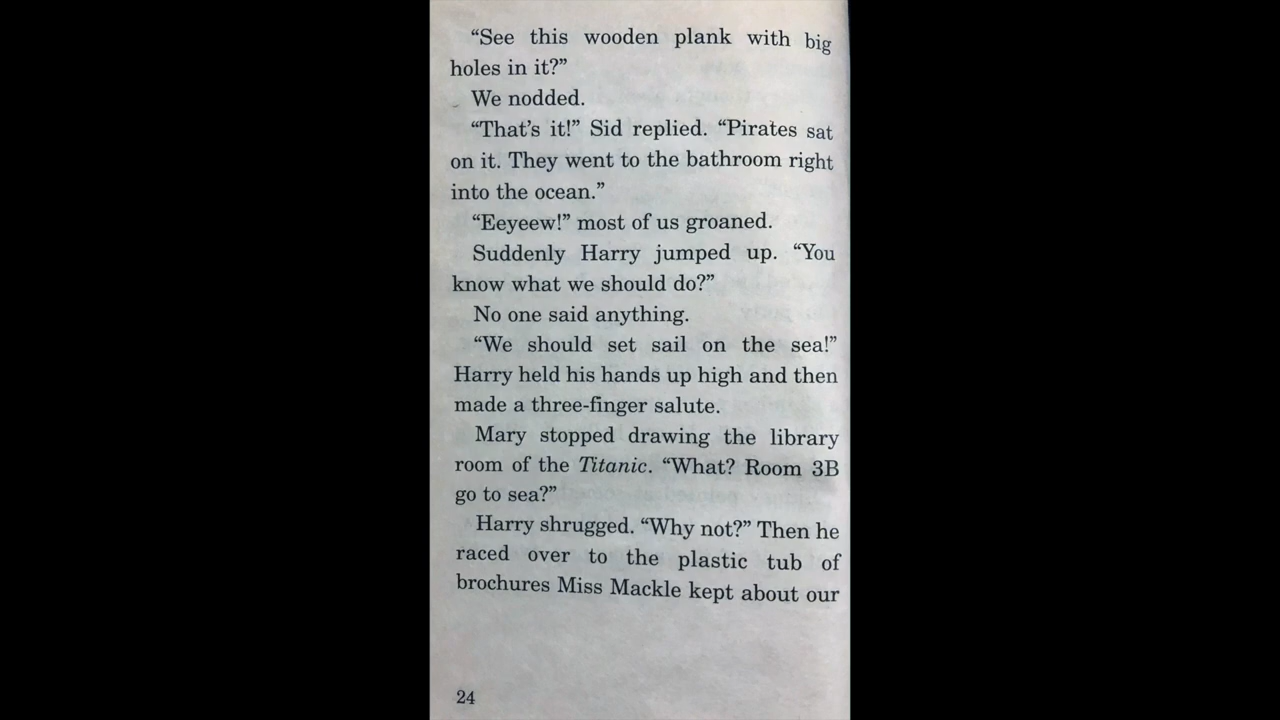 “See this wooden plank with big
holes in it?”
We nodded.
“That’s it!” Sid replied. “Pirates sat
on it. They went to the bathroom right
into the ocean.”
“Eeyeew!” most of us groaned.
Suddenly Harry jumped up. “You
know what we should do?”
No one said anything.
“We should set sail on the sea!”
Harry held his hands up high and then
made a three-finger salute.
Mary stopped drawing the library
room of the Titanic. “What? Room 3B
go to sea?”
Harry shrugged. “Why not?” Then he
raced over to the plastic tub of
brochures Miss Mackle kept about our
24